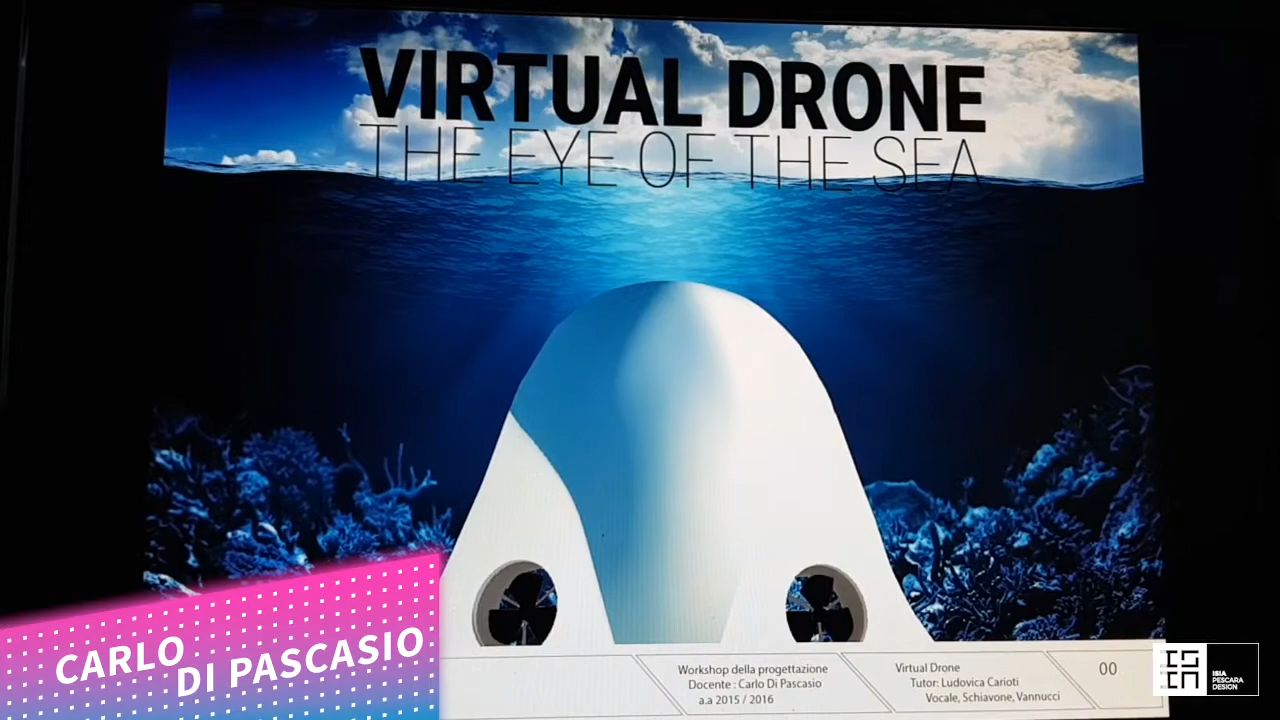 VIRTUAL DRONE
THE EYE OF THE SEA
CARLO
DI PASCASIO
Workshop della progettazione
Docente : Carlo Di Pascasio
a.a 2015 / 2016
Virtual Drone
Tutor: Ludovica Carioti
Vocale, Schiavone, Vannucci
00
ISIA
PESCARA
DESIGN